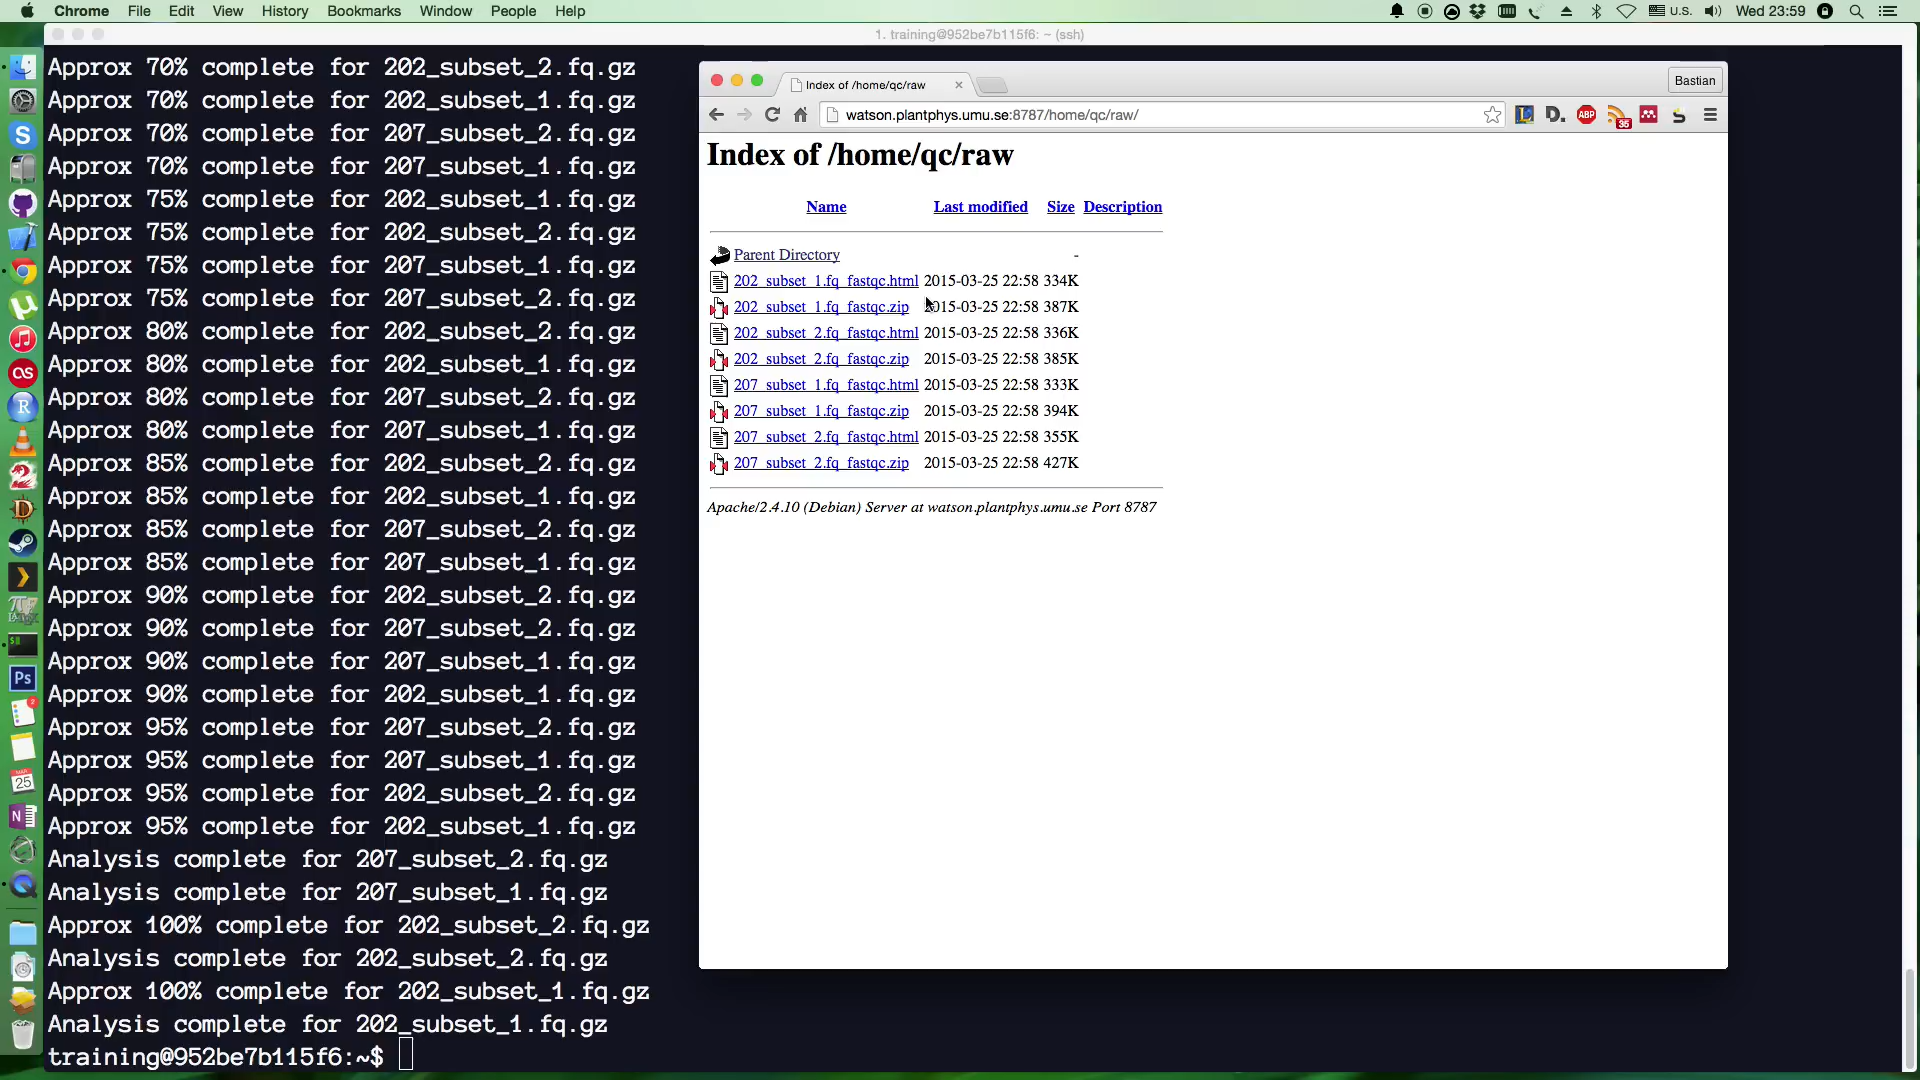 Chrome File Edit View History Bookmarks Window People Help
U.S. Wed 23:59
1. training@952be7b115f6: ~ (ssh)
Approx 70% complete for 202_subset_2.fq.gz
Approx 70% complete for 202_subset_1.fq.gz
Approx 70% complete for 207_subset_2.fq.gz
Approx 70% complete for 207_subset_1.fq.gz
Approx 75% complete for 202_subset_1.fq.gz
Approx 75% complete for 202_subset_2.fq.gz
Approx 75% complete for 207_subset_1.fq.gz
Approx 75% complete for 207_subset_2.fq.gz
Approx 80% complete for 202_subset_2.fq.gz
Approx 80% complete for 202_subset_1.fq.gz
Approx 80% complete for 207_subset_2.fq.gz
Approx 80% complete for 207_subset_1.fq.gz
Approx 85% complete for 202_subset_2.fq.gz
Approx 85% complete for 202_subset_1.fq.gz
Approx 85% complete for 207_subset_2.fq.gz
Approx 85% complete for 207_subset_1.fq.gz
Approx 90% complete for 202_subset_2.fq.gz
Approx 90% complete for 207_subset_2.fq.gz
Approx 90% complete for 207_subset_1.fq.gz
Approx 90% complete for 202_subset_1.fq.gz
Approx 95% complete for 207_subset_2.fq.gz
Approx 95% complete for 207_subset_1.fq.gz
Approx 95% complete for 202_subset_2.fq.gz
Approx 95% complete for 202_subset_1.fq.gz
Analysis complete for 207_subset_2.fq.gz
Analysis complete for 207_subset_1.fq.gz
Approx 100% complete for 202_subset_2.fq.gz
Analysis complete for 202_subset_2.fq.gz
Approx 100% complete for 202_subset_1.fq.gz
Analysis complete for 202_subset_1.fq.gz
training@952be7b115f6:~$
Index of /home/qc/raw
Bastian
watson.plantphys.umu.se:8787/home/qc/raw/
D. ABP 35
Index of /home/qc/raw
Name Last modified Size Description
Parent Directory -
202_subset_1.fq_fastqc.html 2015-03-25 22:58 334K
202_subset_1.fq_fastqc.zip 2015-03-25 22:58 387K
202_subset_2.fq_fastqc.html 2015-03-25 22:58 336K
202_subset_2.fq_fastqc.zip 2015-03-25 22:58 385K
207_subset_1.fq_fastqc.html 2015-03-25 22:58 333K
207_subset_1.fq_fastqc.zip 2015-03-25 22:58 394K
207_subset_2.fq_fastqc.html 2015-03-25 22:58 355K
207_subset_2.fq_fastqc.zip 2015-03-25 22:58 427K
Apache/2.4.10 (Debian) Server at watson.plantphys.umu.se Port 8787
S
R
D
Ps
2
25
N